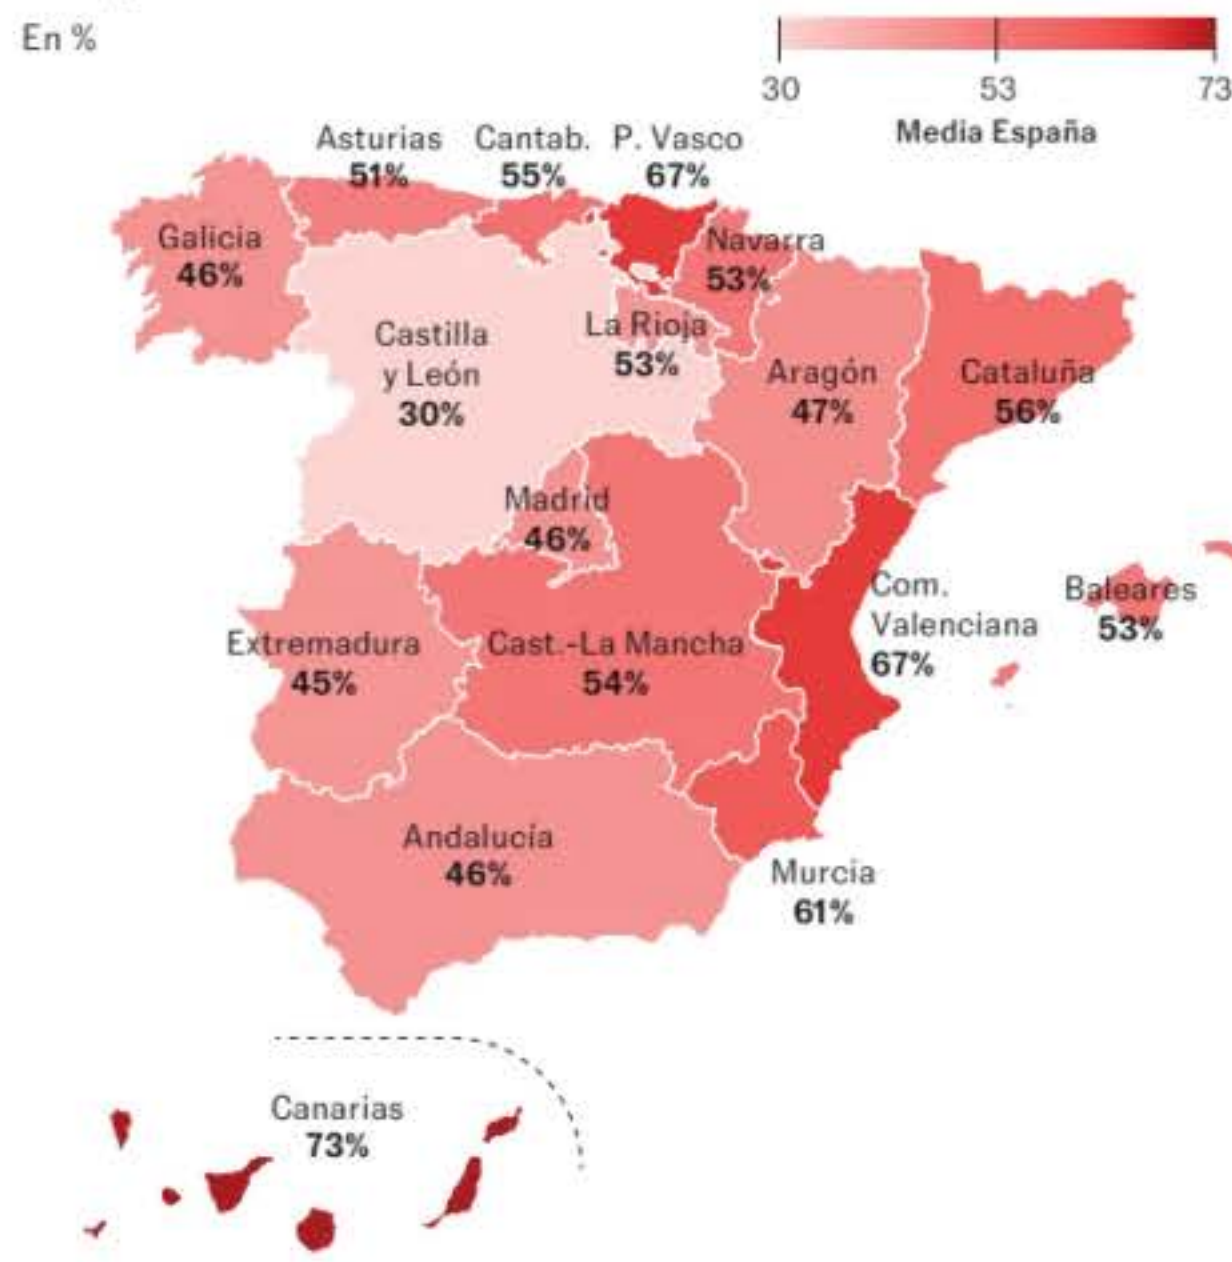 En %
30 53 73
Media España
Asturias
51%
Cantab.
55%
P. Vasco
67%
Galicia
46%
Navarra
53%
Castilla
y León
30%
La Rioja
53%
Aragón
47%
Cataluña
56%
Madrid
46%
Com.
Valenciana
67%
Baleares
53%
Extremadura
45%
Cast.-La Mancha
54%
Andalucía
46%
Murcia
61%
Canarias
73%